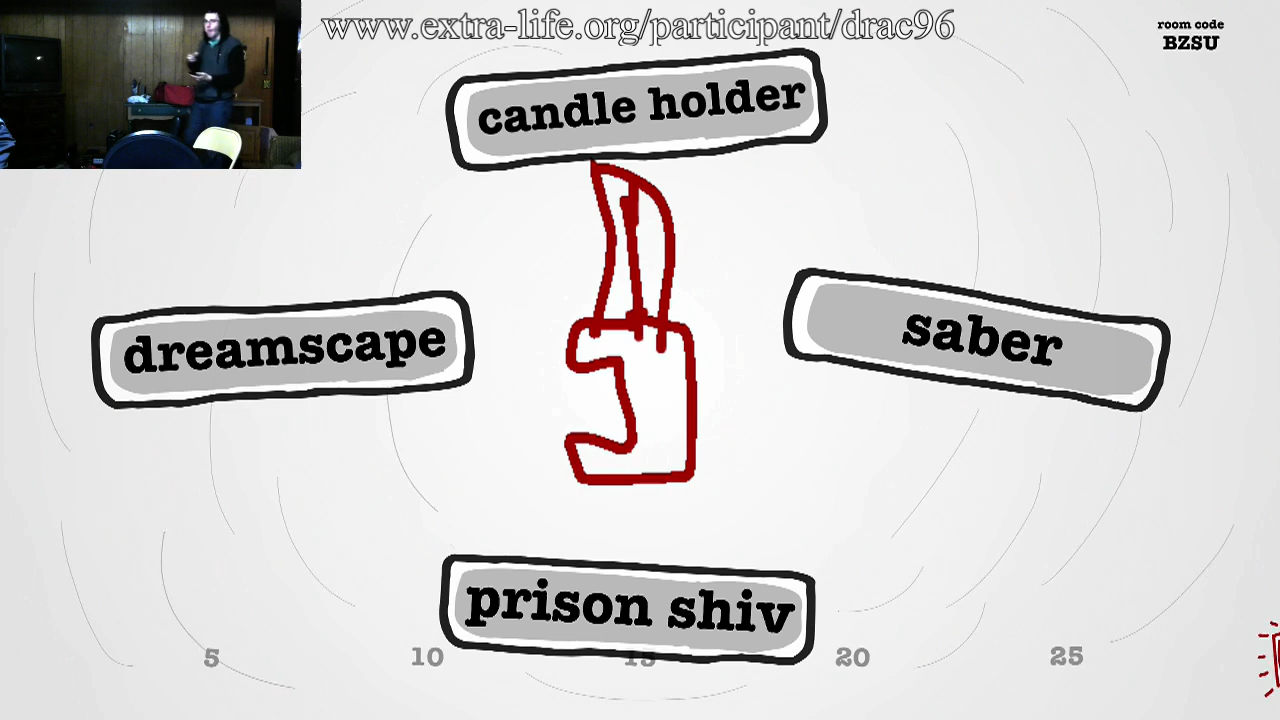 www.extra-life.org/participant/drac96
room code
BZSU
candle holder
dreamscape
saber
prison shiv
5 10 15 20 25